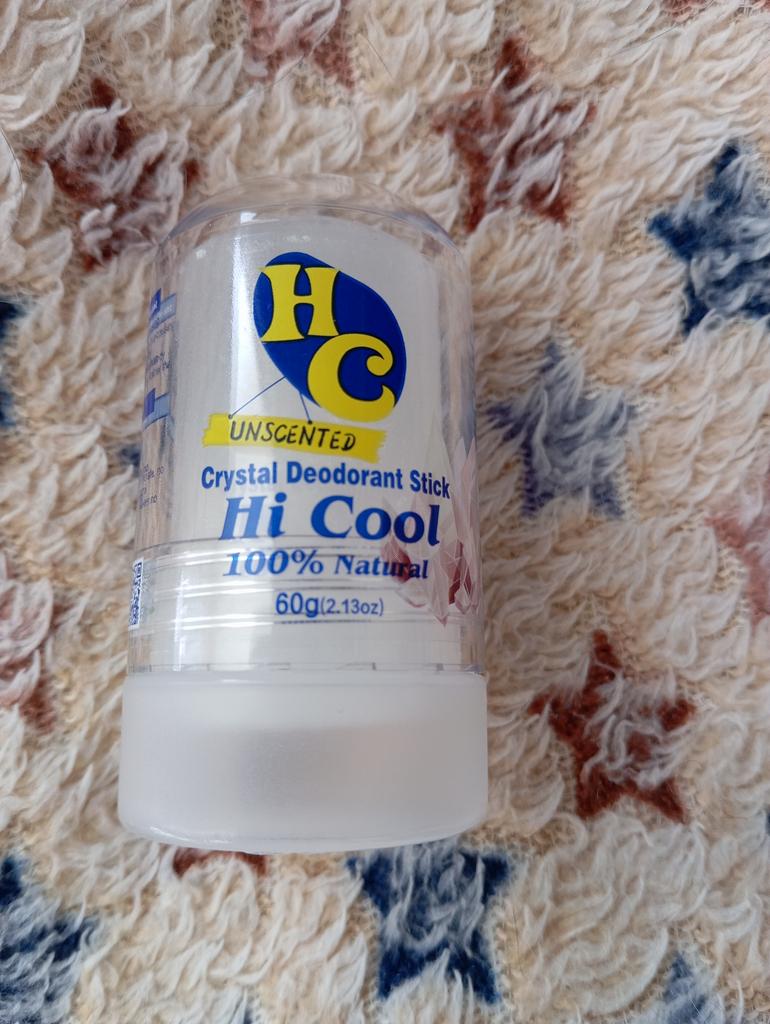 HC
UNSCENTED
Crystal Deodorant Stick
Hi Cool
100% Natural
60g(2.13oz)